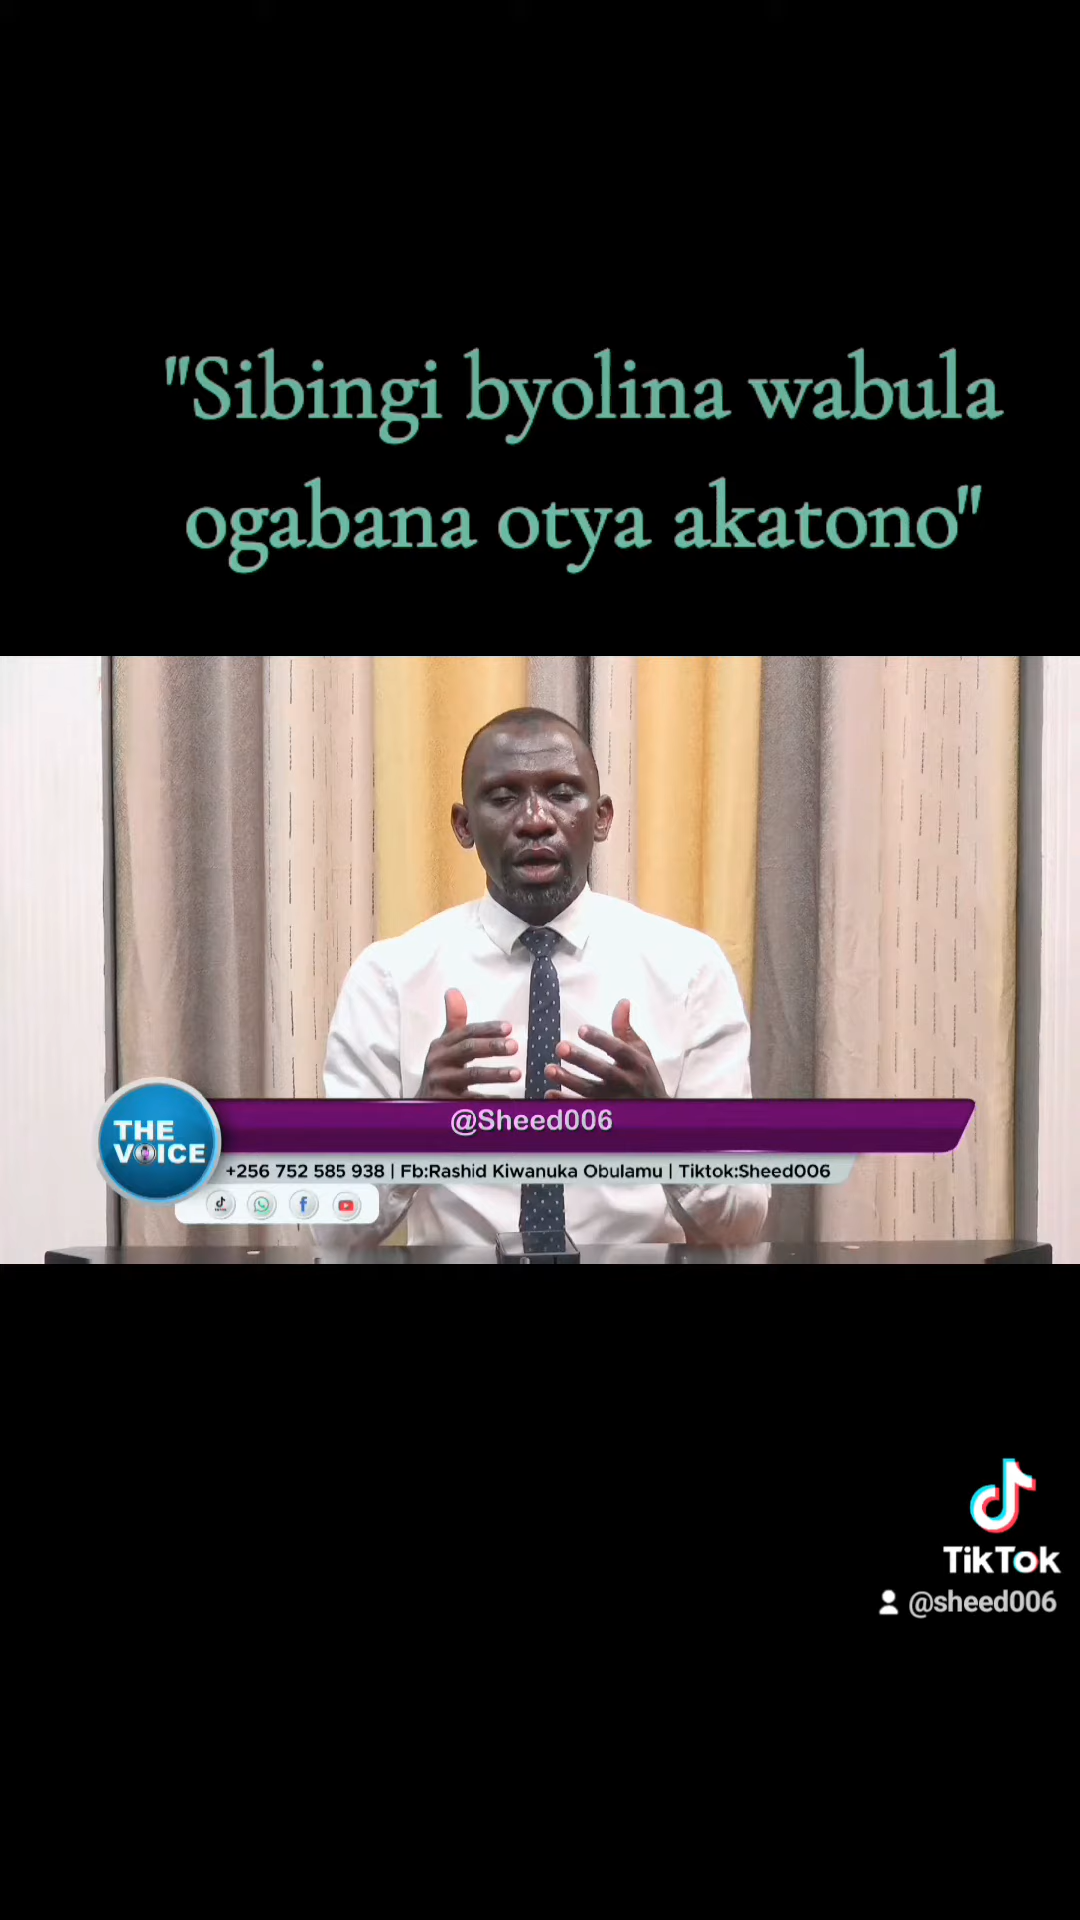 "Sibingi byolina wabula
ogabana otya akatono"
@Sheed006
THE
VOICE
+256 752 585 938 | Fb:Rashid Kiwanuka Obulamu | Tiktok:Sheed006
TikTok
@sheed006